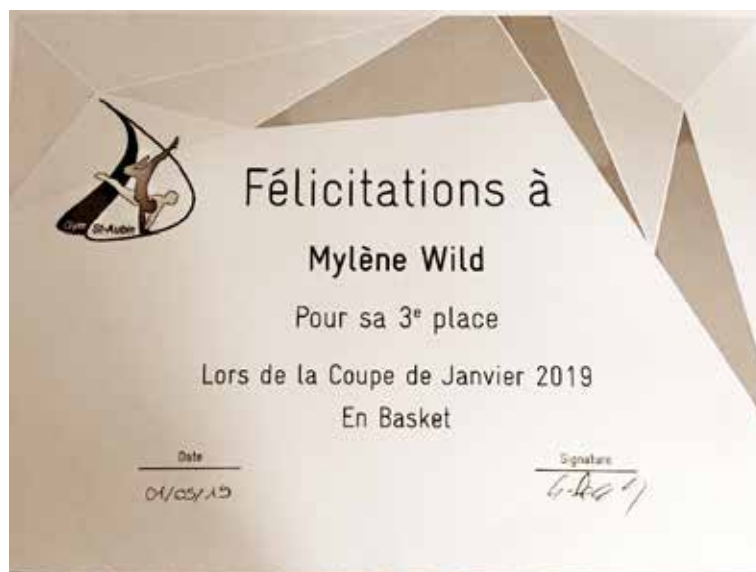 Gym St-Aubin
Félicitations à
Mylène Wild
Pour sa 3e place
Lors de la Coupe de Janvier 2019
En Basket
Date
Signature
01/05/19